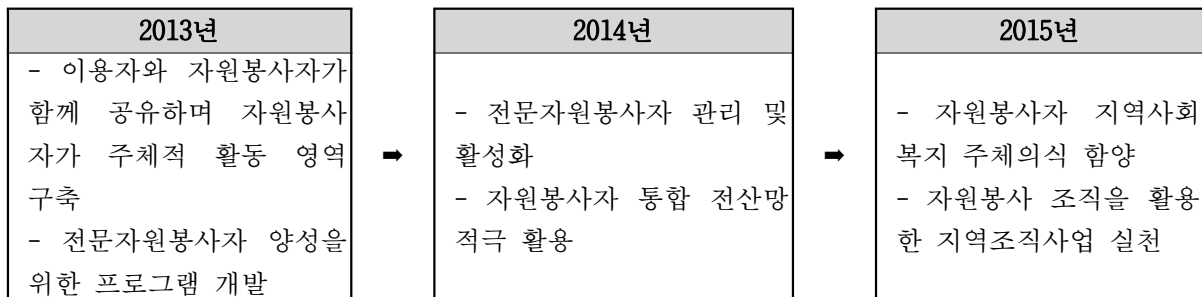 2013년
- 이용자와 자원봉사자가
함께 공유하며 자원봉사
자가 주체적 활동 영역
구축
- 전문자원봉사자 양성을
위한 프로그램 개발
➡
2014년
- 전문자원봉사자 관리 및
활성화
- 자원봉사자 통합 전산망
적극 활용
➡
2015년
- 자원봉사자 지역사회
복지 주체의식 함양
- 자원봉사 조직을 활용
한 지역조직사업 실천